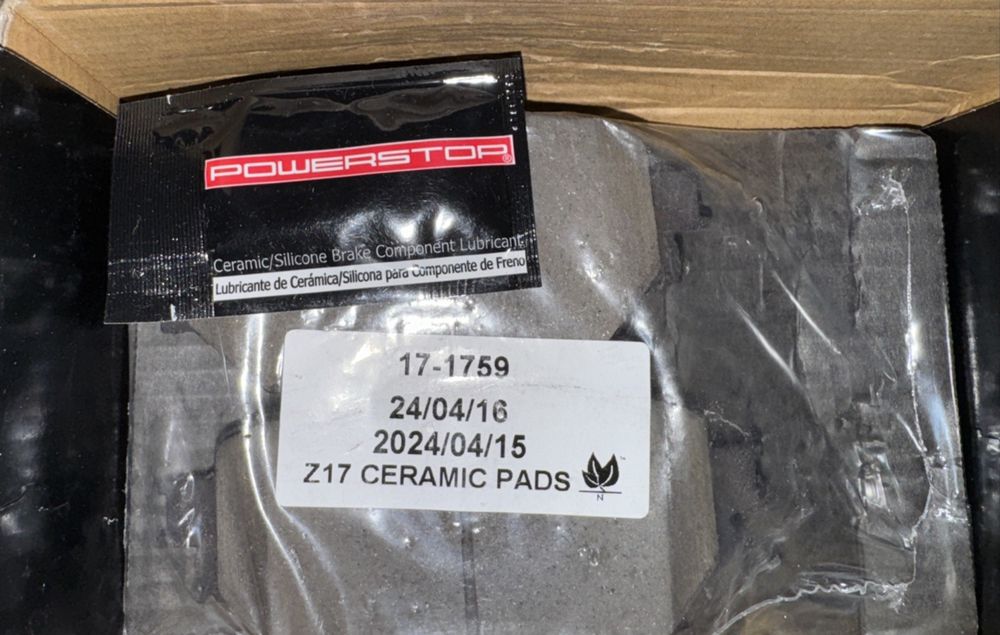 POWERSTOP®
Ceramic/Silicone Brake Component Lubricant
Lubricante de Cerámica/Silicona para Componente de Freno
17-1759
24/04/16
2024/04/15
Z17 CERAMIC PADS
N